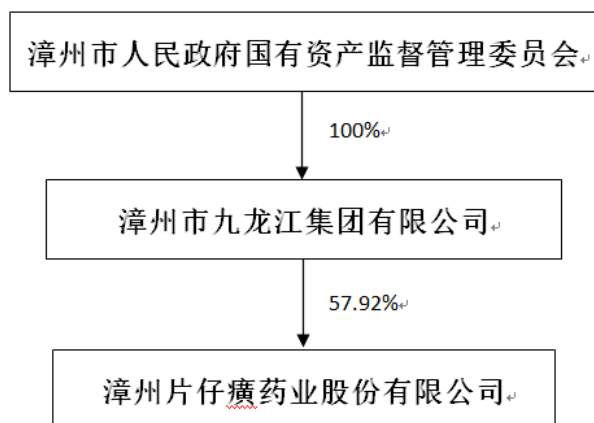 漳州市人民政府国有资产监督管理委员会
100%
漳州市九龙江集团有限公司
57.92%
漳州片仔癀药业股份有限公司